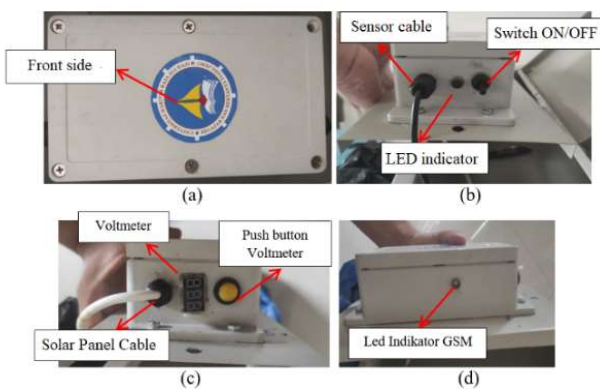 Front side
(a)
Sensor cable
Switch ON/OFF
LED indicator
(b)
Voltmeter
Push button
Voltmeter
Solar Panel Cable
(c)
Led Indikator GSM
(d)